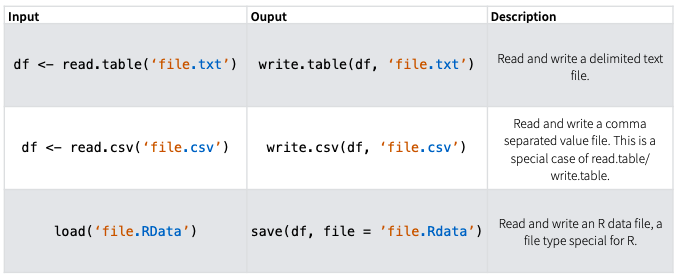 Input Ouput Description
df <- read.table(‘file.txt’) write.table(df, ‘file.txt’) Read and write a delimited text
file.
df <- read.csv(‘file.csv’) write.csv(df, ‘file.csv’) Read and write a comma
separated value file. This is a
special case of read.table/
write.table.
load(‘file.RData’) save(df, file = ’file.Rdata’) Read and write an R data file, a
file type special for R.